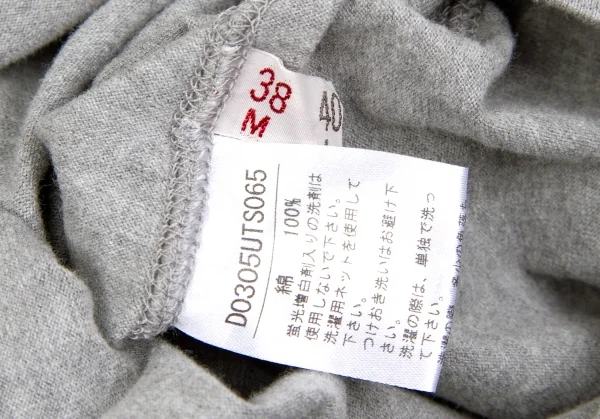 38
M
40
D0305UTS065
綿 100%
蛍光増白剤入りの洗剤は
使用しないで下さい。
洗濯用ネットを使用して
下さい。
つけおき洗いはお避け下
さい。
洗濯の際は、単独で洗っ
て下さい。